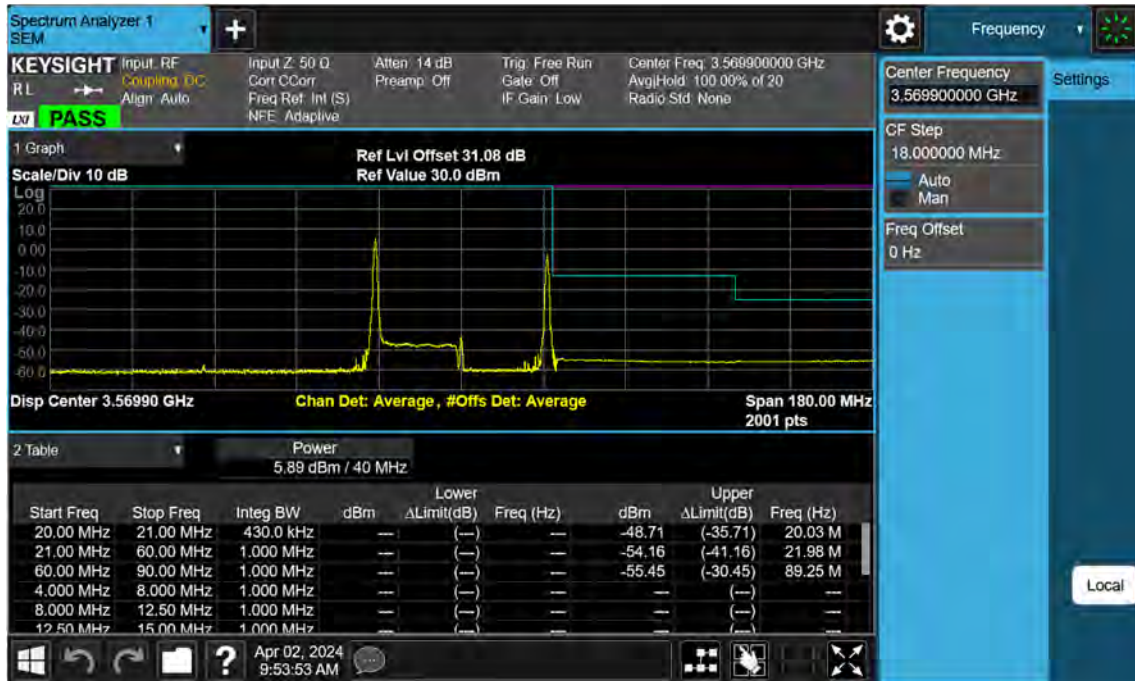 Spectrum Analyzer 1
SEM
+
Frequency
KEYSIGHT
RL
LXI PASS
Input: RF
Coupling: DC
Align: Auto
Input Z: 50 Ω
Corr CCorr
Freq Ref: Int (S)
NFE: Adaptive
Atten: 14 dB
Preamp: Off
Trig: Free Run
Gate: Off
IF Gain: Low
Center Freq: 3.569900000 GHz
Avg|Hold: 100.00% of 20
Radio Std: None
Center Frequency
3.569900000 GHz
Settings
CF Step
18.000000 MHz
Auto
Man
Freq Offset
0 Hz
1 Graph
Scale/Div 10 dB
Ref Lvl Offset 31.08 dB
Ref Value 30.0 dBm
Log
20.0
10.0
0.00
-10.0
-20.0
-30.0
-40.0
-50.0
-60.0
Disp Center 3.56990 GHz
Chan Det: Average, #Offs Det: Average
Span 180.00 MHz
2001 pts
2 Table
Power
5.89 dBm / 40 MHz
Lower Upper
Start Freq Stop Freq Integ BW dBm ΔLimit(dB) Freq (Hz) dBm ΔLimit(dB) Freq (Hz)
20.00 MHz 21.00 MHz 430.0 kHz --- (---) --- -48.71 (-35.71) 20.03 M
21.00 MHz 60.00 MHz 1.000 MHz --- (---) --- -54.16 (-41.16) 21.98 M
60.00 MHz 90.00 MHz 1.000 MHz --- (---) --- -55.45 (-30.45) 89.25 M
4.000 MHz 8.000 MHz 1.000 MHz --- (---) --- --- (---) ---
8.000 MHz 12.50 MHz 1.000 MHz --- (---) --- --- (---) ---
12.50 MHz 15.00 MHz 1.000 MHz --- (---) --- --- (---) ---
Local
?
Apr 02, 2024
9:53:53 AM